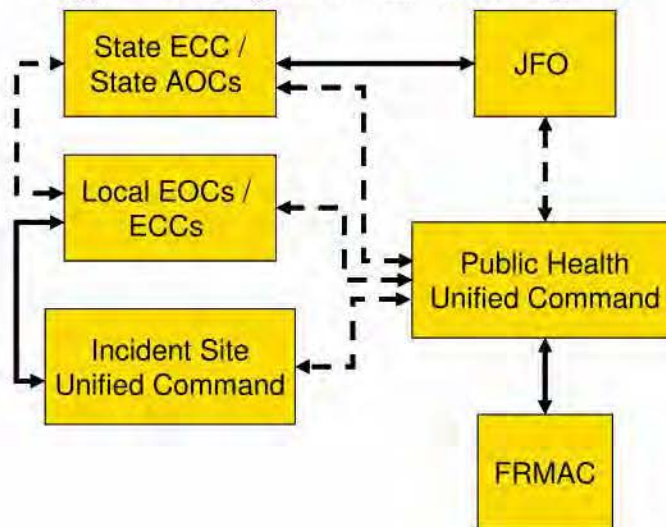 State ECC /
State AOCs
JFO
Local EOCs /
ECCs
Public Health
Unified Command
Incident Site
Unified Command
FRMAC